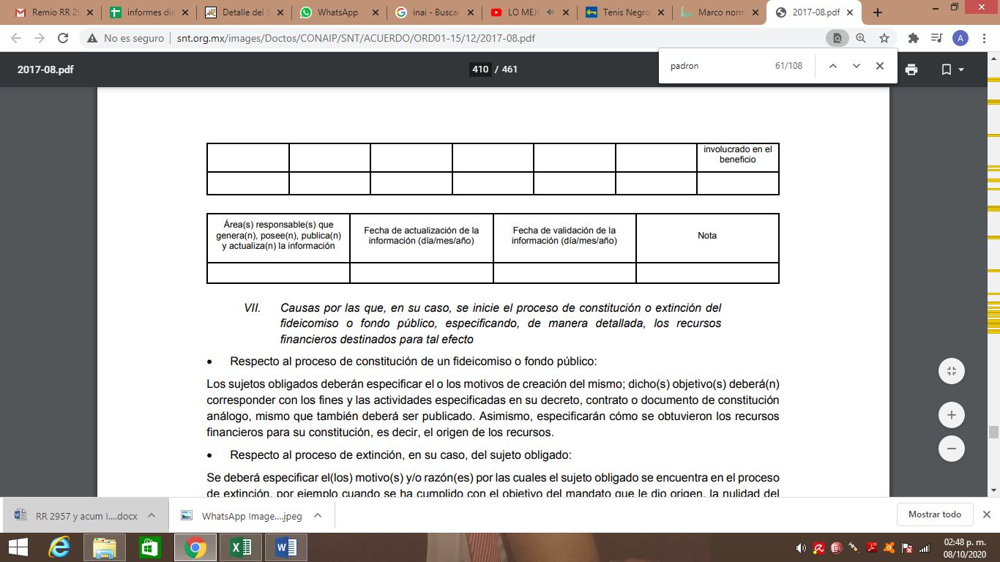 Remio RR 29
informes dia
Detalle del S
WhatsApp
inai - Buscar
LO MEJO
Tenis Negro
Marco norm
2017-08.pdf
No es seguro
snt.org.mx/images/Doctos/CONAIP/SNT/ACUERDO/ORD01-15/12/2017-08.pdf
A
2017-08.pdf
410 / 461
padron
61/108
involucrado en el
beneficio
Área(s) responsable(s) que
genera(n), posee(n), publica(n)
y actualiza(n) la información
Fecha de actualización de la
información (día/mes/año)
Fecha de validación de la
información (día/mes/año)
Nota
VII. Causas por las que, en su caso, se inicie el proceso de constitución o extinción del
fideicomiso o fondo público, especificando, de manera detallada, los recursos
financieros destinados para tal efecto
• Respecto al proceso de constitución de un fideicomiso o fondo público:
Los sujetos obligados deberán especificar el o los motivos de creación del mismo; dicho(s) objetivo(s) deberá(n)
corresponder con los fines y las actividades especificadas en su decreto, contrato o documento de constitución
análogo, mismo que también deberá ser publicado. Asimismo, especificarán cómo se obtuvieron los recursos
financieros para su constitución, es decir, el origen de los recursos.
• Respecto al proceso de extinción, en su caso, del sujeto obligado:
Se deberá especificar el(los) motivo(s) y/o razón(es) por las cuales el sujeto obligado se encuentra en el proceso
de extinción, por ejemplo cuando se ha cumplido con el objetivo del mandato que le dio origen, la nulidad del
RR 2957 y acum I....docx
WhatsApp Image....jpeg
Mostrar todo
02:48 p. m.
08/10/2020